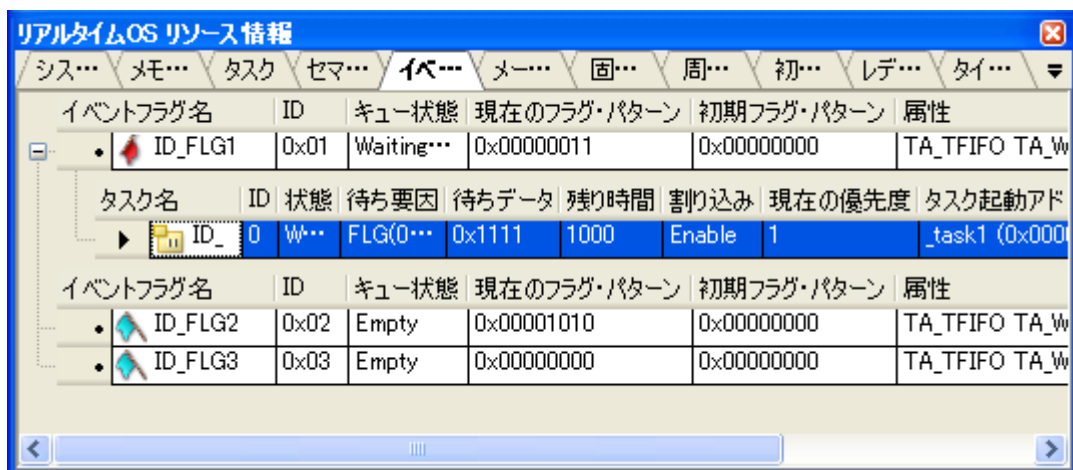 リアルタイムOS リソース情報
シス… メモ… タスク セマ… イベ… メー… 固… 周… 初… レデ… タイ…
イベントフラグ名 ID キュー状態 現在のフラグ・パターン 初期フラグ・パターン 属性
ID_FLG1 0x01 Waiting… 0x00000011 0x00000000 TA_TFIFO TA_W
タスク名 ID 状態 待ち要因 待ちデータ 残り時間 割り込み 現在の優先度 タスク起動アド
ID_ 0 W… FLG(0… 0x1111 1000 Enable 1 _task1 (0x000
イベントフラグ名 ID キュー状態 現在のフラグ・パターン 初期フラグ・パターン 属性
ID_FLG2 0x02 Empty 0x00001010 0x00000000 TA_TFIFO TA_W
ID_FLG3 0x03 Empty 0x00000000 0x00000000 TA_TFIFO TA_W